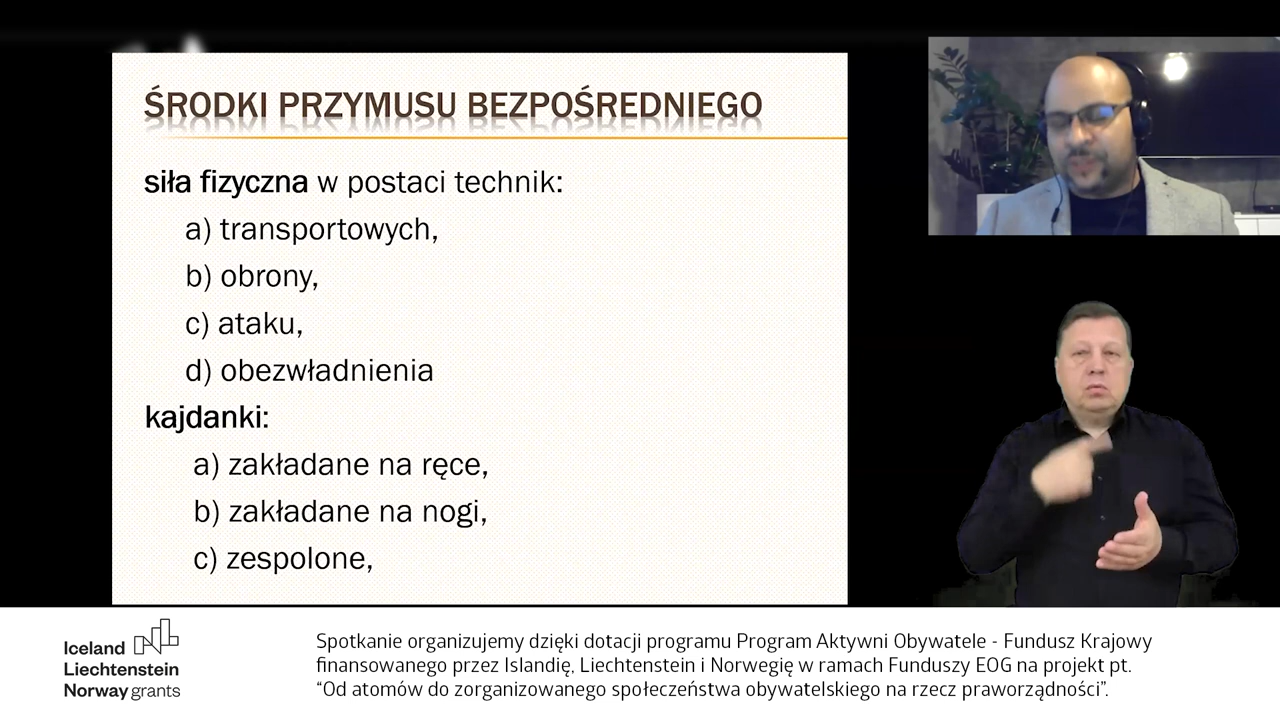 ŚRODKI PRZYMUSU BEZPOŚREDNIEGO
siła fizyczna w postaci technik:
a) transportowych,
b) obrony,
c) ataku,
d) obezwładnienia
kajdanki:
a) zakładane na ręce,
b) zakładane na nogi,
c) zespolone,
Iceland
Liechtenstein
Norway grants
Spotkanie organizujemy dzięki dotacji programu Program Aktywni Obywatele - Fundusz Krajowy
finansowanego przez Islandię, Liechtenstein i Norwegię w ramach Funduszy EOG na projekt pt.
“Od atomów do zorganizowanego społeczeństwa obywatelskiego na rzecz praworządności”.